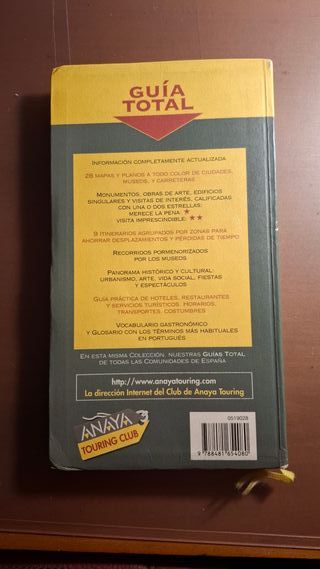 GUÍA
TOTAL
INFORMACIÓN COMPLETAMENTE ACTUALIZADA
28 MAPAS Y PLANOS A TODO COLOR DE CIUDADES,
MUSEOS, Y CARRETERAS
MONUMENTOS, OBRAS DE ARTE, EDIFICIOS
SINGULARES Y VISITAS DE INTERÉS, CALIFICADAS
CON UNA O DOS ESTRELLAS:
MERECE LA PENA: ★
VISITA IMPRESCINDIBLE: ★★
9 ITINERARIOS AGRUPADOS POR ZONAS PARA
AHORRAR DESPLAZAMIENTOS Y PÉRDIDAS DE TIEMPO
RECORRIDOS PORMENORIZADOS
POR LOS MUSEOS
PANORAMA HISTÓRICO Y CULTURAL:
URBANISMO, ARTE, VIDA SOCIAL, FIESTAS
Y ESPECTÁCULOS
GUÍA PRÁCTICA DE HOTELES, RESTAURANTES
Y SERVICIOS TURÍSTICOS. HORARIOS,
TRANSPORTES, COSTUMBRES
VOCABULARIO GASTRONÓMICO
Y GLOSARIO CON LOS TÉRMINOS MÁS HABITUALES
EN PORTUGUÉS
EN ESTA MISMA COLECCIÓN, NUESTRAS GUÍAS TOTAL
DE TODAS LAS COMUNIDADES DE ESPAÑA
http://www.anayatouring.com
La dirección Internet del Club de Anaya Touring
ANAYA
TOURING CLUB
0519028
9 788481 654080